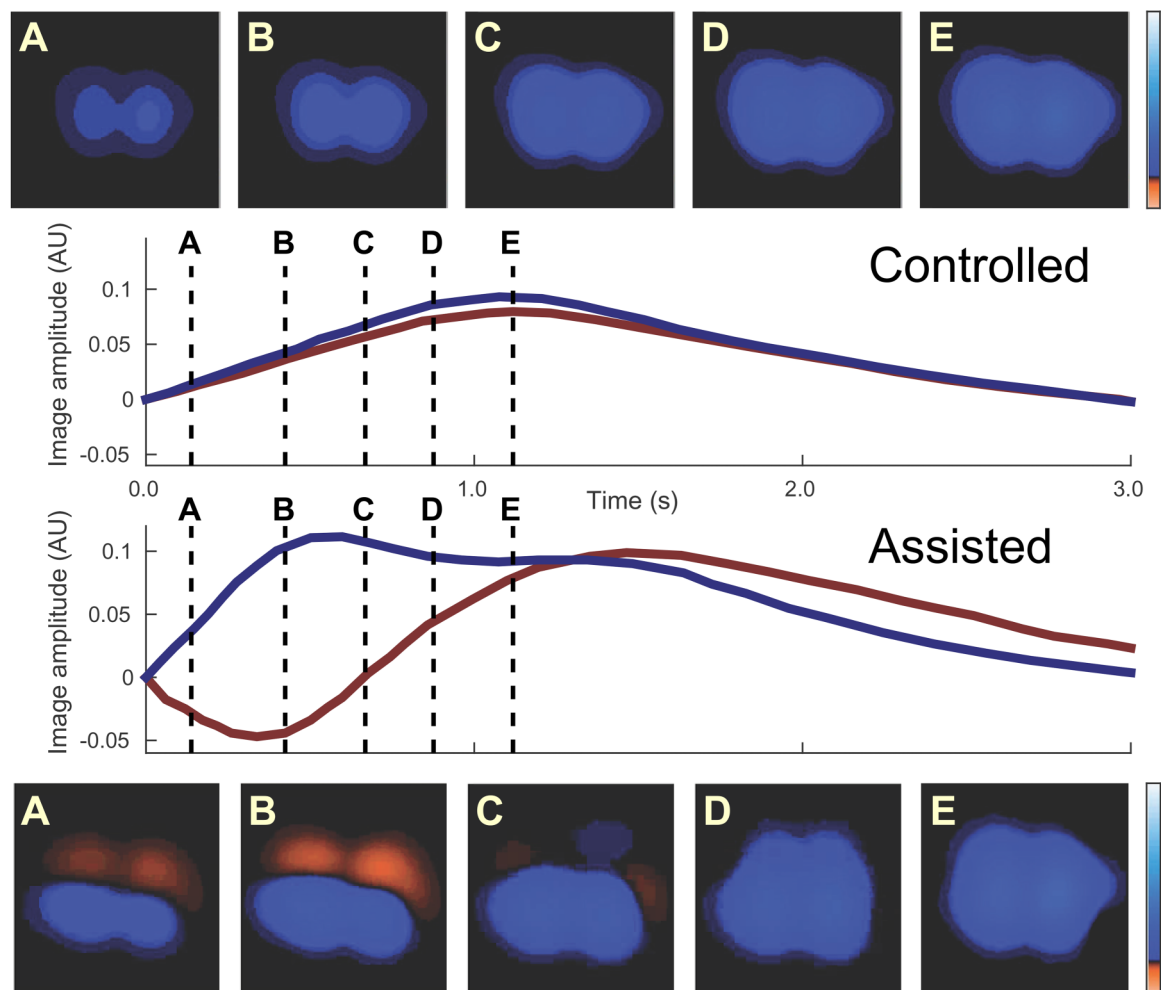 A B C D E
Image amplitude (AU)
0.1
0.05
0
-0.05
A B C D E
Controlled
0.0 1.0 2.0 3.0
Time (s)
Image amplitude (AU)
0.1
0.05
0
-0.05
A B C D E
Assisted
A B C D E